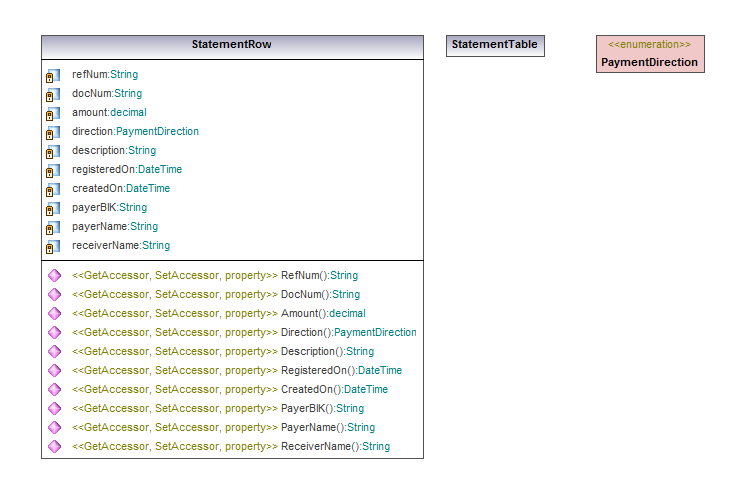 StatementRow
refNum:String
docNum:String
amount:decimal
direction:PaymentDirection
description:String
registeredOn:DateTime
createdOn:DateTime
payerBIK:String
payerName:String
receiverName:String
<<GetAccessor, SetAccessor, property>> RefNum():String
<<GetAccessor, SetAccessor, property>> DocNum():String
<<GetAccessor, SetAccessor, property>> Amount():decimal
<<GetAccessor, SetAccessor, property>> Direction():PaymentDirection
<<GetAccessor, SetAccessor, property>> Description():String
<<GetAccessor, SetAccessor, property>> RegisteredOn():DateTime
<<GetAccessor, SetAccessor, property>> CreatedOn():DateTime
<<GetAccessor, SetAccessor, property>> PayerBIK():String
<<GetAccessor, SetAccessor, property>> PayerName():String
<<GetAccessor, SetAccessor, property>> ReceiverName():String
StatementTable
<<enumeration>>
PaymentDirection